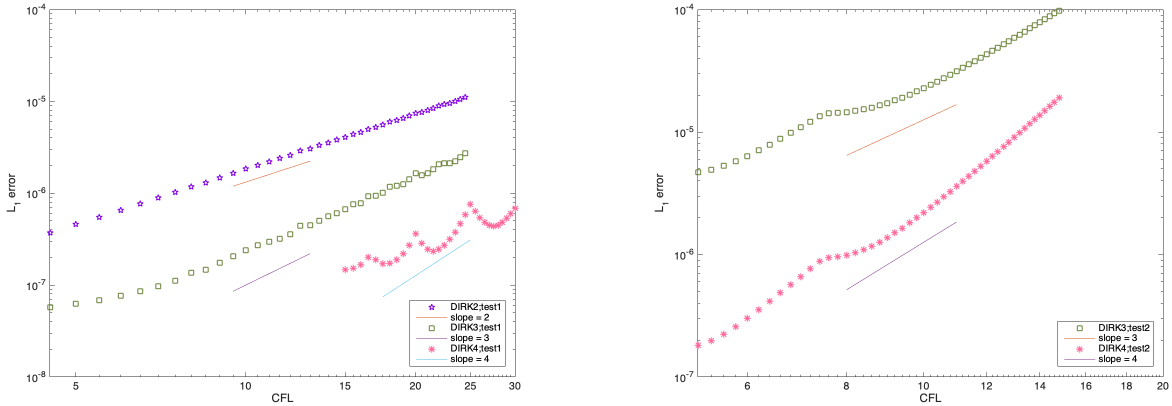 10^-4
10^-5
10^-6
10^-7
10^-8
L1 error
5
10
15
20
25
30
CFL
DIRK2;test1
slope = 2
DIRK3;test1
slope = 3
DIRK4;test1
slope = 4
10^-4
10^-5
10^-6
10^-7
L1 error
6
8
10
12
14
16
18
20
CFL
DIRK3;test2
slope = 3
DIRK4;test2
slope = 4